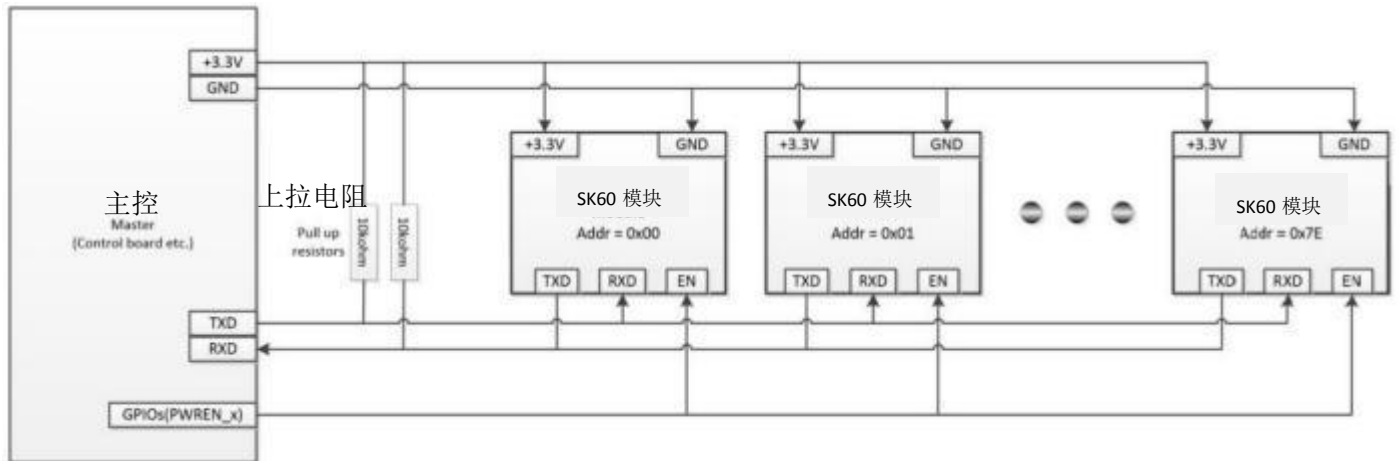 +3.3V
GND
主控
Master
(Control board etc.)
上拉电阻
Pull up
resistors
10kohm
10kohm
TXD
RXD
GPIOs(PWREN_x)
+3.3V
GND
SK60 模块
Addr = 0x00
TXD
RXD
EN
+3.3V
GND
SK60 模块
Addr = 0x01
TXD
RXD
EN
+3.3V
GND
SK60 模块
Addr = 0x7E
TXD
RXD
EN